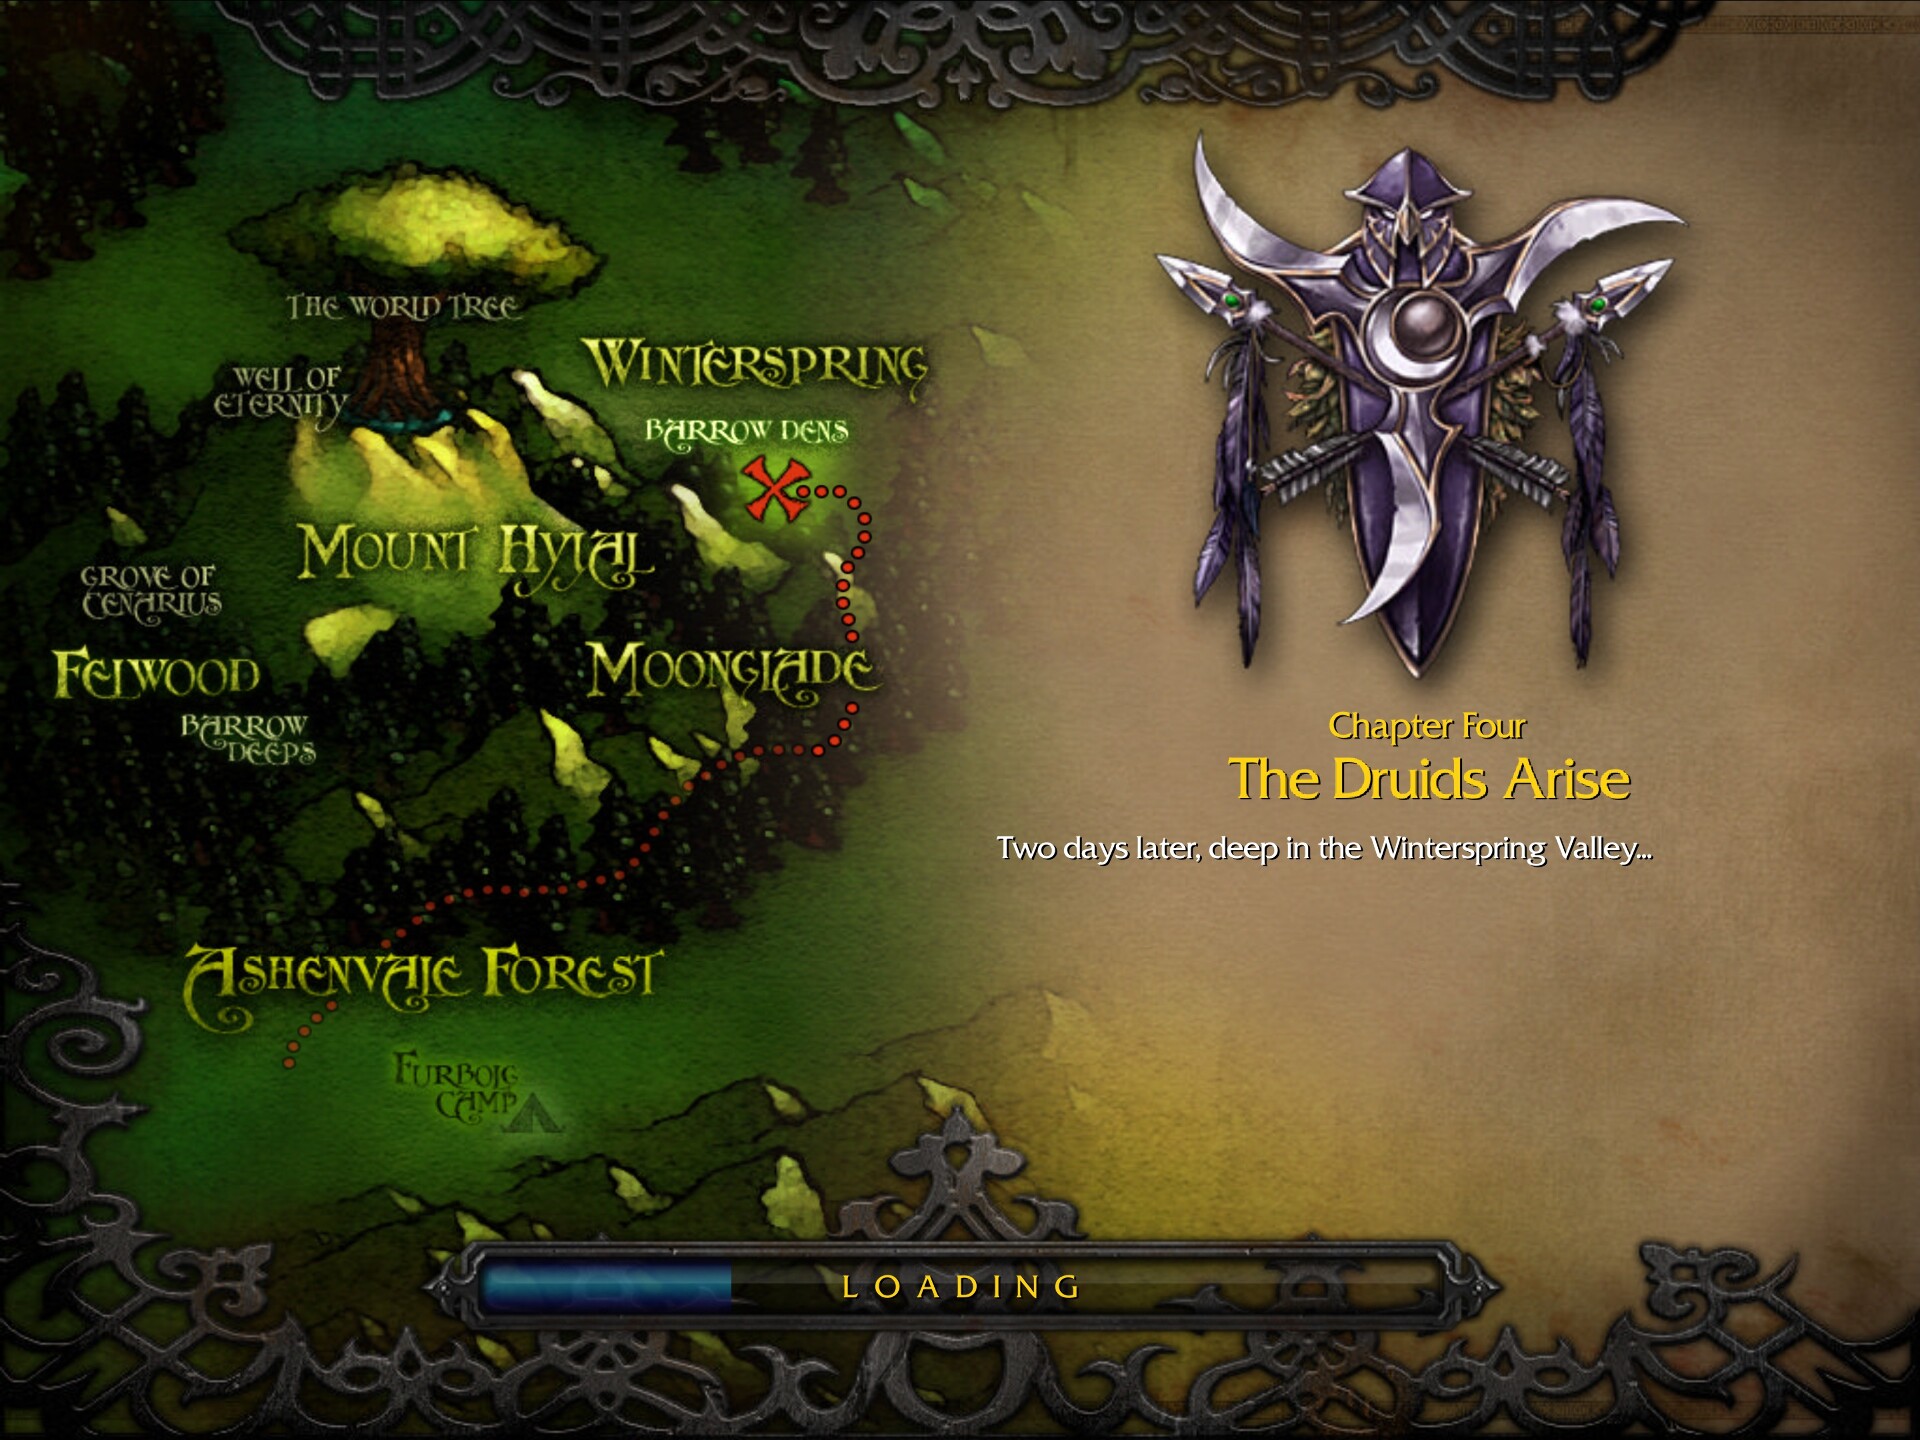 The World Tree
Well of
Eternity
Winterspring
Barrow Dens
Mount Hyjal
Grove of
Cenarius
Felwood
Barrow
Deeps
Moonglade
Ashenvale Forest
Furbolg
Camp
Chapter Four
The Druids Arise
Two days later, deep in the Winterspring Valley...
LOADING